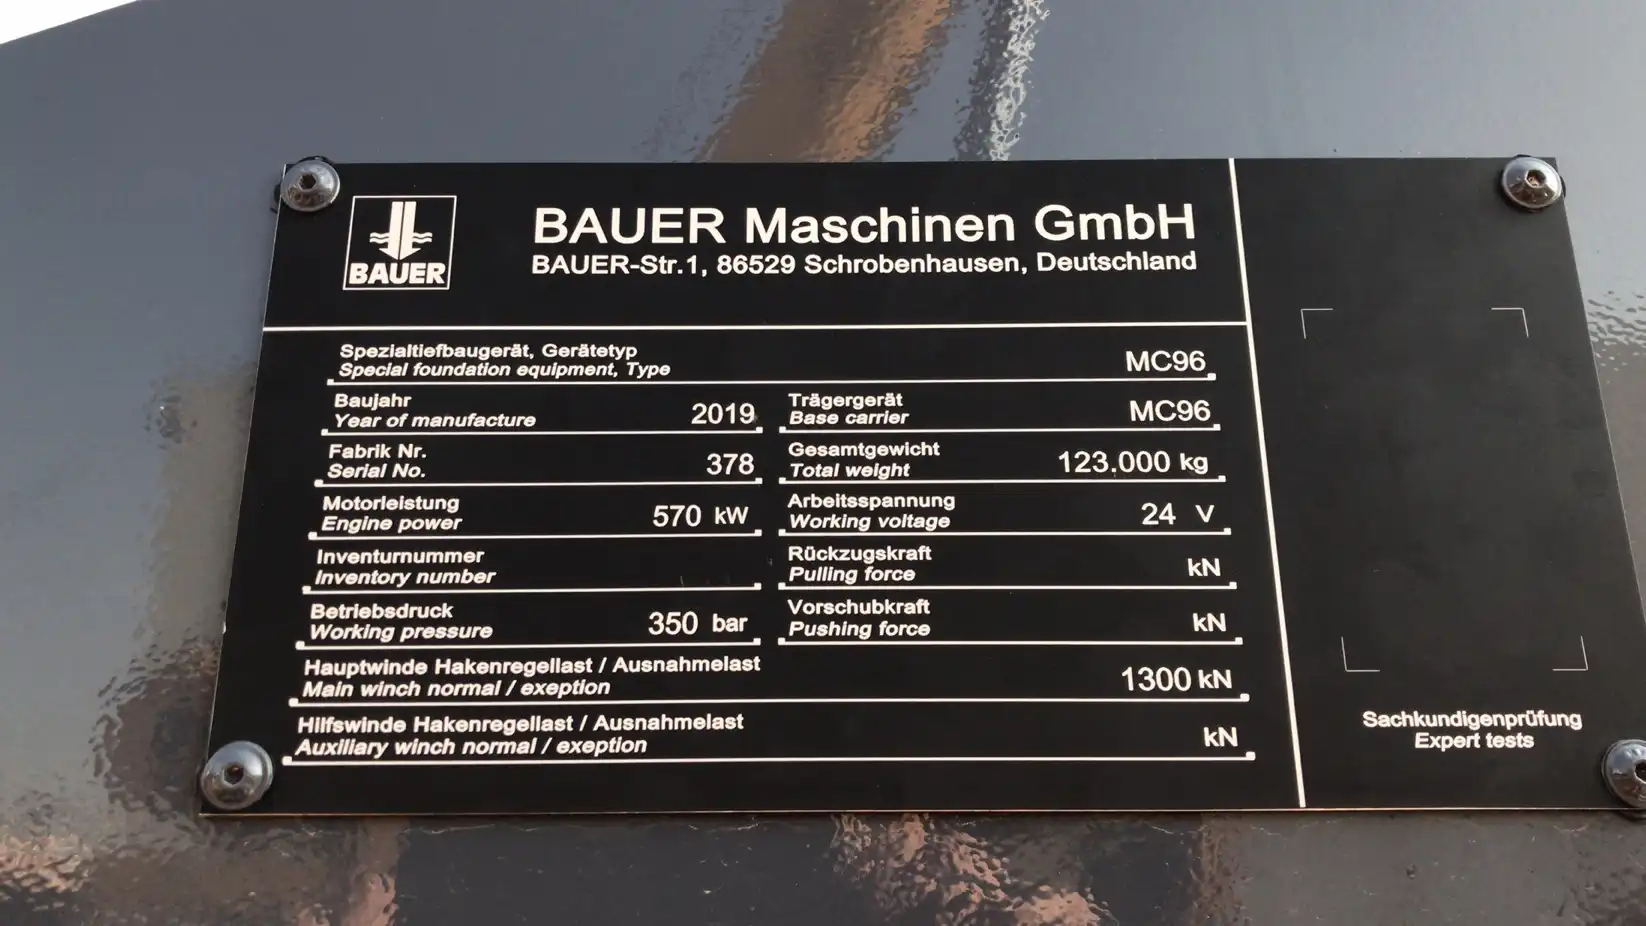 BAUER
BAUER Maschinen GmbH
BAUER-Str.1, 86529 Schrobenhausen, Deutschland
Spezialtiefbaugerät, Gerätetyp
Special foundation equipment, Type MC96
Baujahr
Year of manufacture 2019
Trägergerät
Base carrier MC96
Fabrik Nr.
Serial No. 378
Gesamtgewicht
Total weight 123.000 kg
Motorleistung
Engine power 570 kW
Arbeitsspannung
Working voltage 24 V
Inventurnummer
Inventory number
Rückzugskraft
Pulling force kN
Betriebsdruck
Working pressure 350 bar
Vorschubkraft
Pushing force kN
Hauptwinde Hakenregellast / Ausnahmelast
Main winch normal / exeption 1300 kN
Hilfswinde Hakenregellast / Ausnahmelast
Auxiliary winch normal / exeption kN
Sachkundigenprüfung
Expert tests